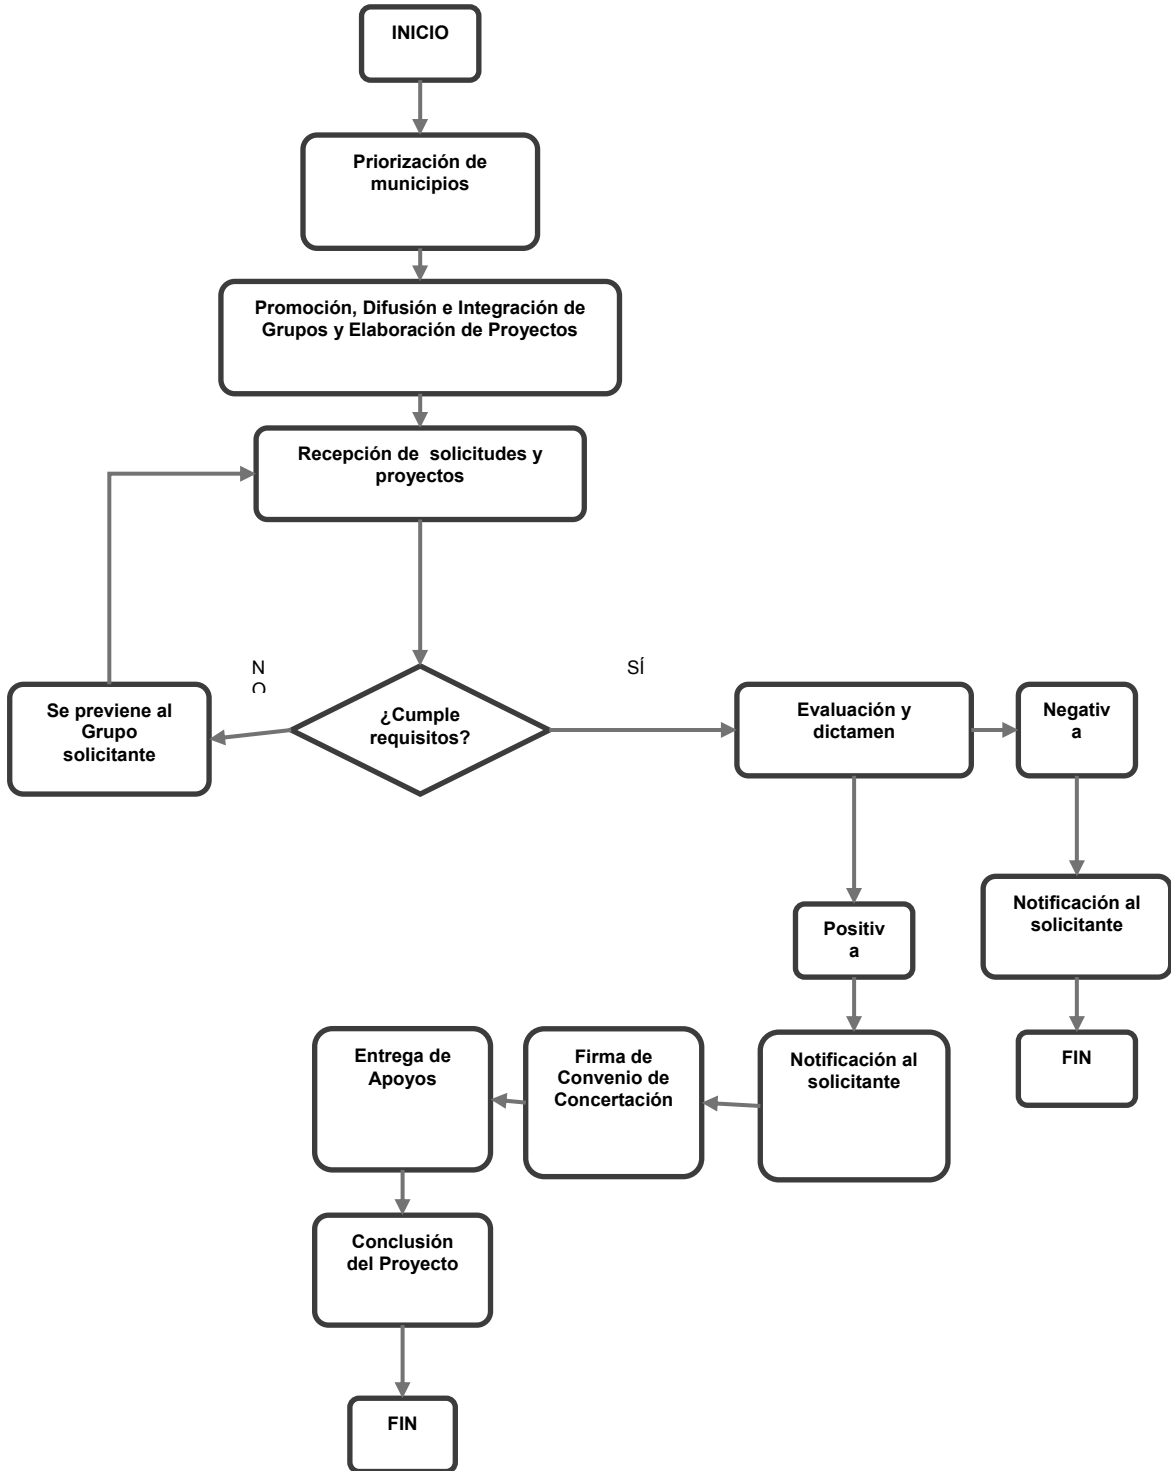 INICIO
Priorización de
municipios
Promoción, Difusión e Integración de
Grupos y Elaboración de Proyectos
Recepción de solicitudes y
proyectos
N
O
SÍ
Se previene al
Grupo
solicitante
¿Cumple
requisitos?
Evaluación y
dictamen
Negativ
a
Notificación al
solicitante
Positiv
a
FIN
Entrega de
Apoyos
Firma de
Convenio de
Concertación
Notificación al
solicitante
Conclusión
del Proyecto
FIN